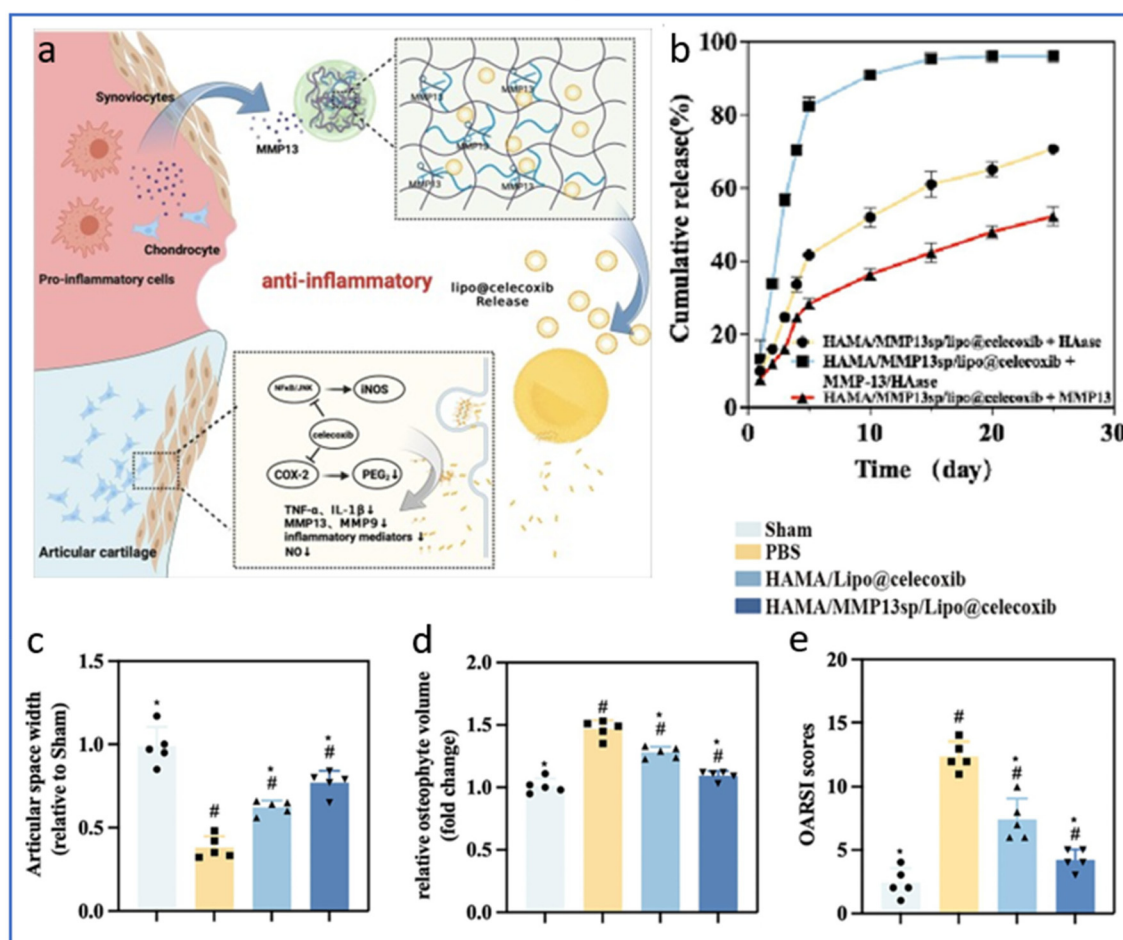 a
Synoviocytes
MMP13
Chondrocyte
Pro-inflammatory cells
MMP13
MMP13
MMP13
MMP13
MMP13
anti-inflammatory
lipo@celecoxib
Release
NFκB/JNK
iNOS
celecoxib
COX-2
PEG₂↓
TNF-α、IL-1β↓
MMP13、MMP9↓
inflammatory mediators ↓
NO↓
Articular cartilage
b
Cumulative release(%)
100
80
60
40
20
0
HAMA/MMP13sp/lipo@celecoxib + HAase
HAMA/MMP13sp/lipo@celecoxib +
MMP-13/HAase
HAMA/MMP13sp/lipo@celecoxib + MMP13
0
10
20
30
Time (day)
Sham
PBS
HAMA/Lipo@celecoxib
HAMA/MMP13sp/Lipo@celecoxib
c
Articular space width
(relative to Sham)
1.5
1.0
0.5
0.0
*
#
*
#
*
#
d
relative osteophyte volume
(fold change)
2.0
1.5
1.0
0.5
0.0
*
#
*
#
*
#
e
OARSI scores
15
10
5
0
*
#
*
#
*
#